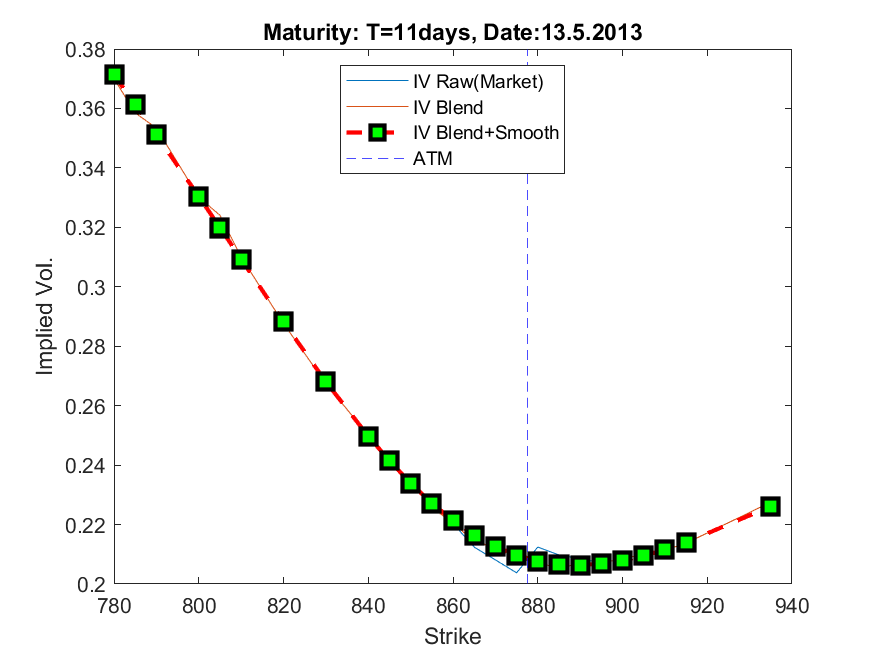 Maturity: T=11days, Date:13.5.2013
0.38
0.36
0.34
0.32
0.3
0.28
0.26
0.24
0.22
0.2
Implied Vol.
IV Raw(Market)
IV Blend
IV Blend+Smooth
ATM
780 800 820 840 860 880 900 920 940
Strike